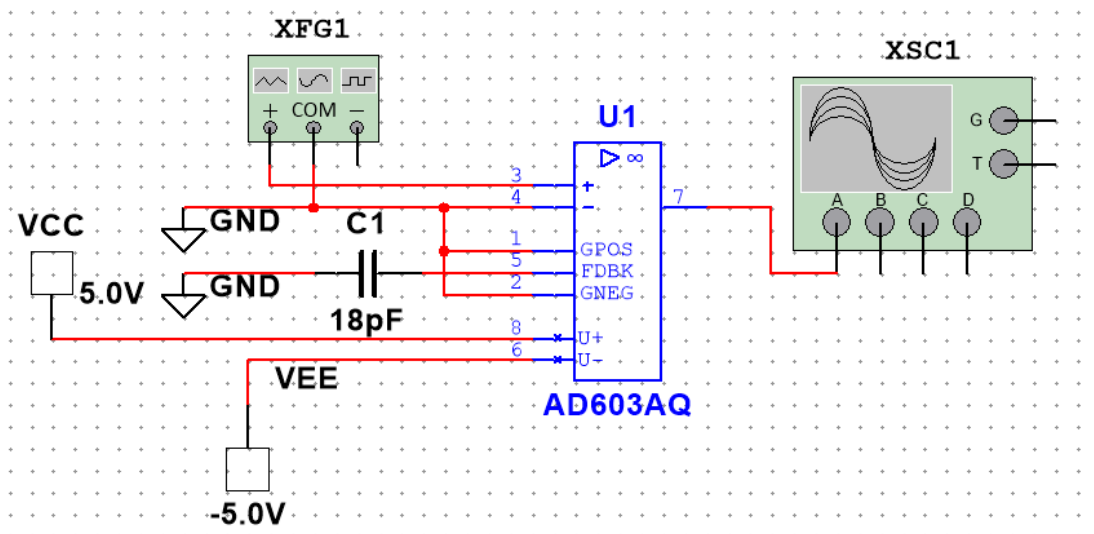 XFG1
+ COM −
XSC1
G
T
A B C D
U1
▷ ∞
3 +
4 −
7
1 GPOS
5 FDBK
2 GNEG
8 U+
6 U−
AD603AQ
VCC
5.0V
GND
C1
GND
18pF
VEE
-5.0V